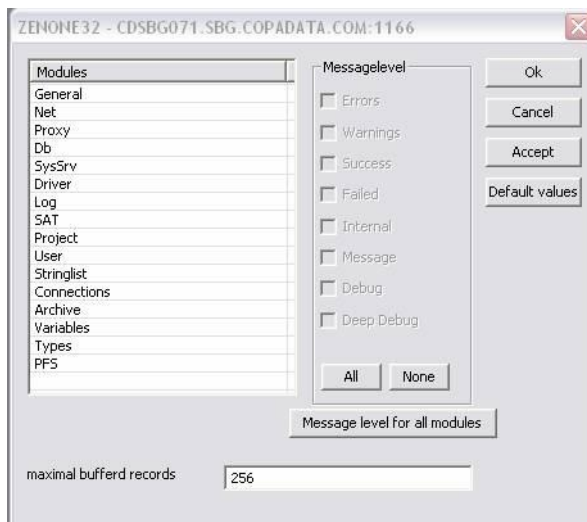 ZENONE32 - CDSBG071.SBG.COPADATA.COM:1166
Modules
General
Net
Proxy
Db
SysSrv
Driver
Log
SAT
Project
User
Stringlist
Connections
Archive
Variables
Types
PFS
Messagelevel
Errors
Warnings
Success
Failed
Internal
Message
Debug
Deep Debug
All
None
Ok
Cancel
Accept
Default values
Message level for all modules
maximal bufferd records
256